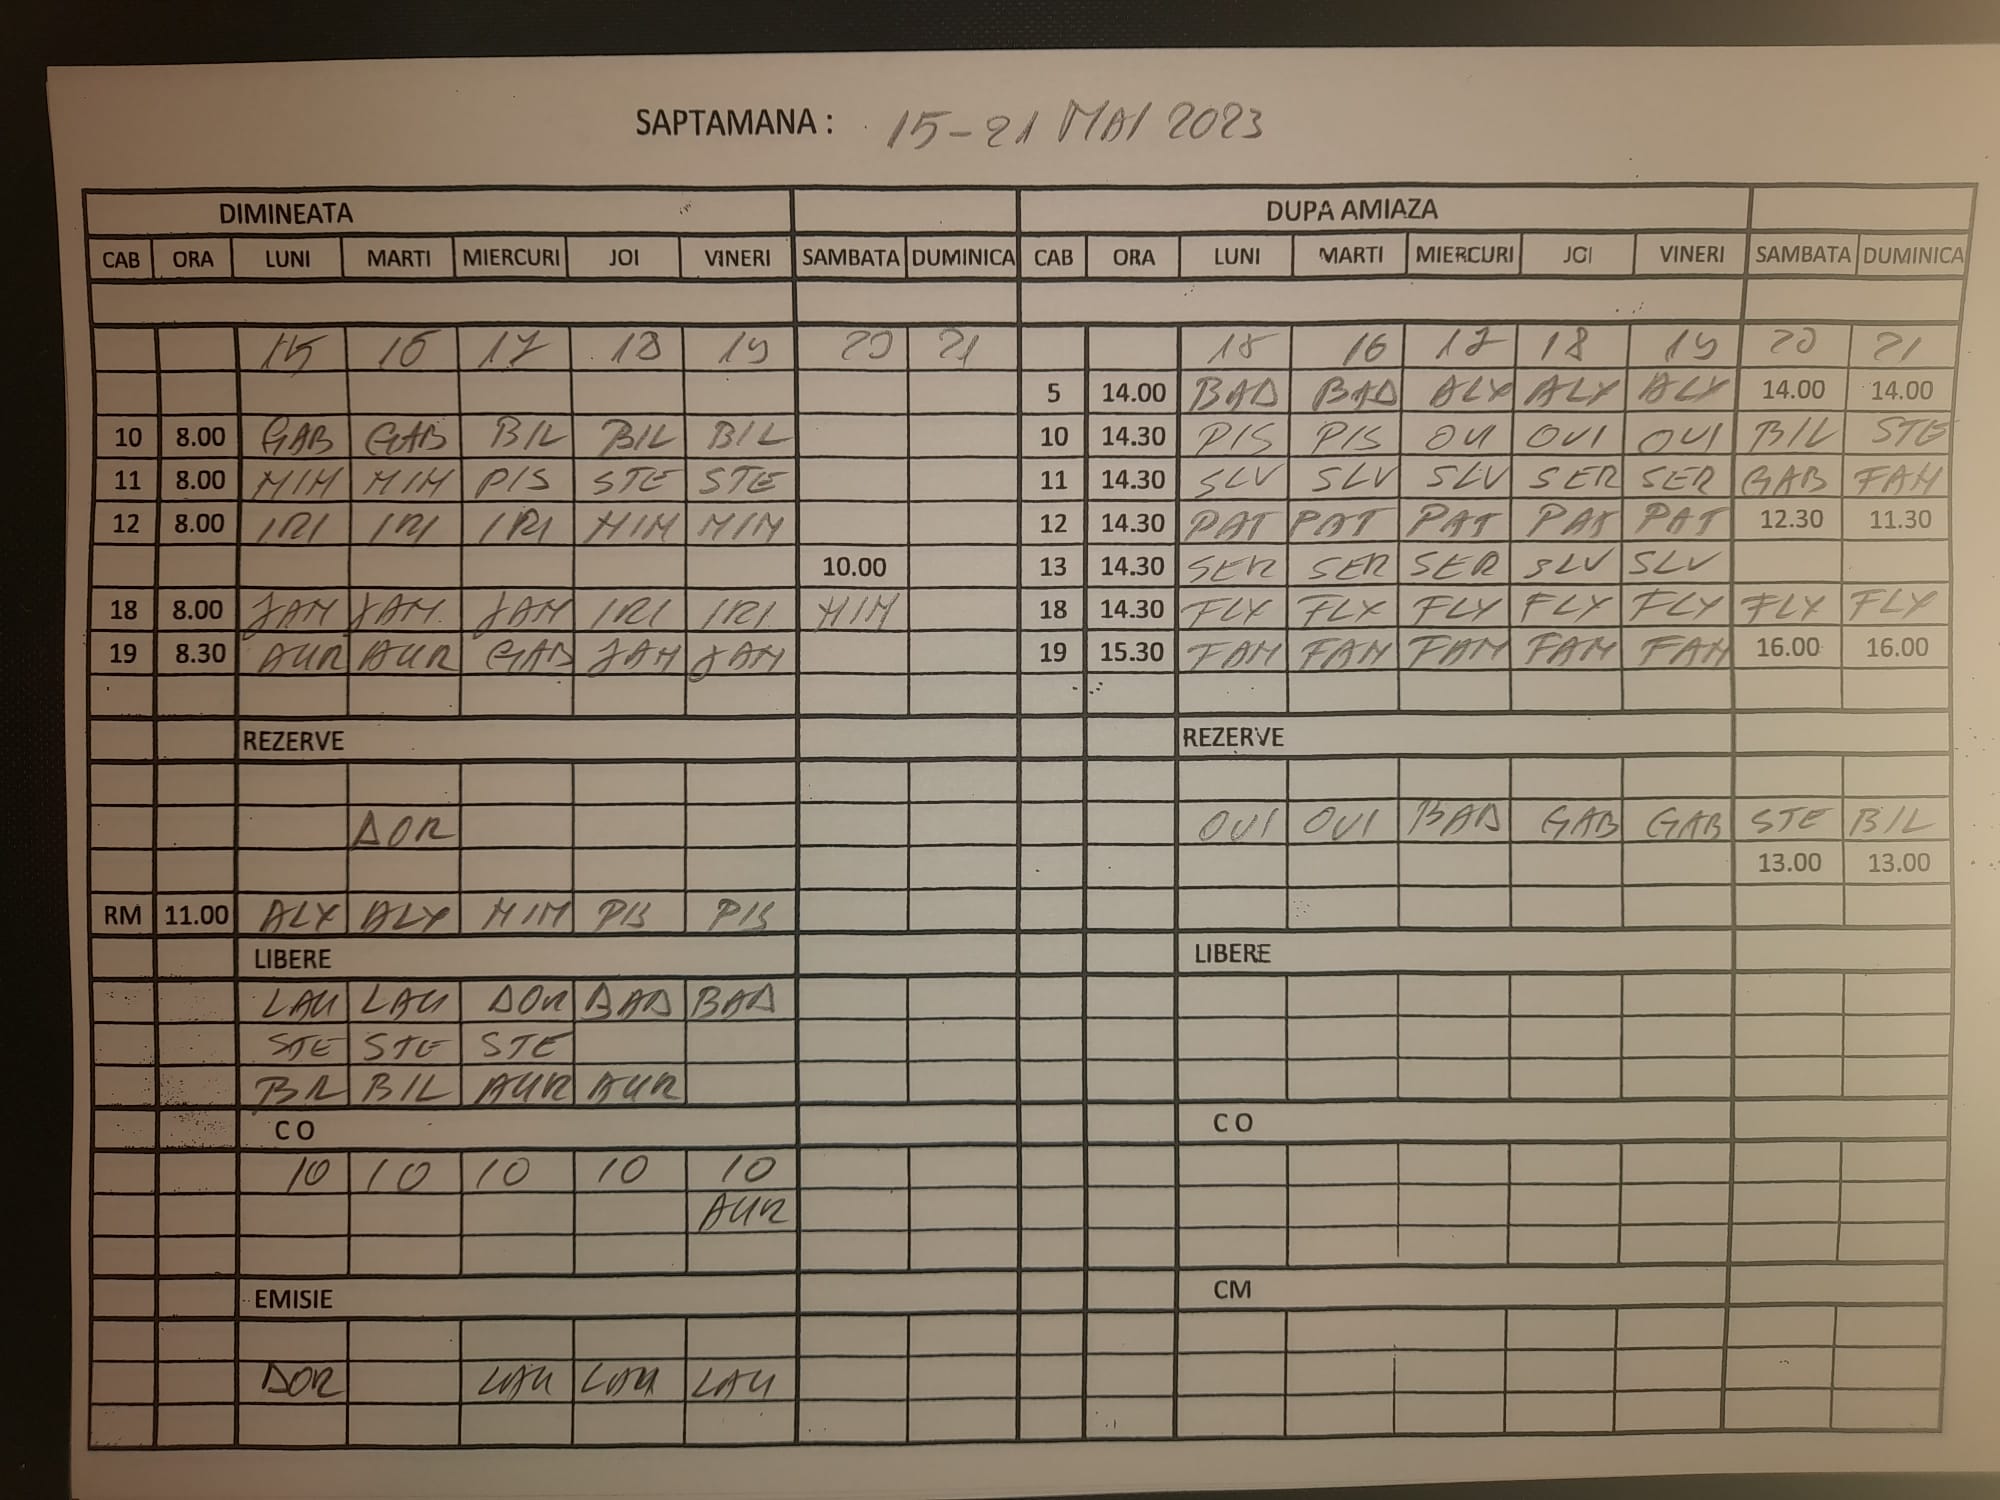 SAPTAMANA : 15-21 MAI 2023
DIMINEATA DUPA AMIAZA
CAB ORA LUNI MARTI MIERCURI JOI VINERI SAMBATA DUMINICA CAB ORA LUNI MARTI MIERCURI JOI VINERI SAMBATA DUMINICA
15 16 17 18 19 20 21 15 16 17 18 19 20 21
5 14.00 BAD BAD ALX ALX ALX 14.00 14.00
10 8.00 GAB GAB BIL BIL BIL 10 14.30 PIS PIS OVI OVI OVI BIL STE
11 8.00 MIM MIM PIS STE STE 11 14.30 SLV SLV SLV SER SER GAB FAM
12 8.00 IRI IRI IRI MIM MIM 12 14.30 PAT PAT PAT PAT PAT 12.30 11.30
10.00 13 14.30 SER SER SER SLV SLV
18 8.00 JAM JAM JAM IRI IRI MIM 18 14.30 FLX FLX FLX FLX FLX FLX FLX
19 8.30 AUR AUR GAB JAM JAM 19 15.30 FAM FAM FAM FAM FAM 16.00 16.00
REZERVE REZERVE
DOR OVI OVI BAD GAB GAB STE BIL
13.00 13.00
RM 11.00 ALX ALX MIM PIS PIS
LIBERE LIBERE
LAU LAU DOR BAD BAD
STE STE STE
BIL BIL AUR AUR
C O C O
10 10 10 10 10
AUR
EMISIE CM
DOR LAU LAU LAU